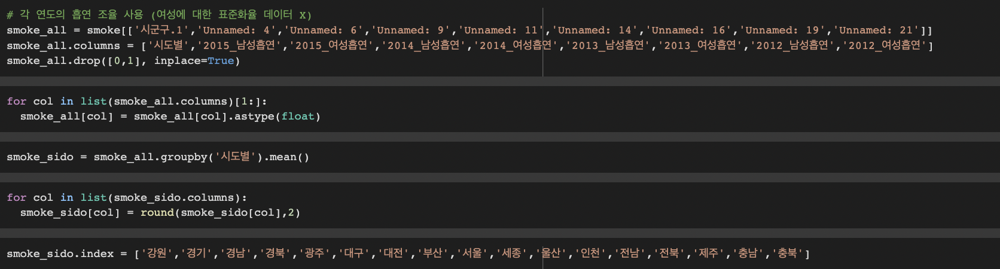 # 각 연도의 흡연 조율 사용 (여성에 대한 표준화율 데이터 X)
smoke_all = smoke[['시군구.1','Unnamed: 4','Unnamed: 6','Unnamed: 9','Unnamed: 11','Unnamed: 14','Unnamed: 16','Unnamed: 19','Unnamed: 21']]
smoke_all.columns = ['시도별','2015_남성흡연','2015_여성흡연','2014_남성흡연','2014_여성흡연','2013_남성흡연','2013_여성흡연','2012_남성흡연','2012_여성흡연']
smoke_all.drop([0,1], inplace=True)
for col in list(smoke_all.columns)[1:]:
  smoke_all[col] = smoke_all[col].astype(float)
smoke_sido = smoke_all.groupby('시도별').mean()
for col in list(smoke_sido.columns):
  smoke_sido[col] = round(smoke_sido[col],2)
smoke_sido.index = ['강원','경기','경남','경북','광주','대구','대전','부산','서울','세종','울산','인천','전남','전북','제주','충남','충북']